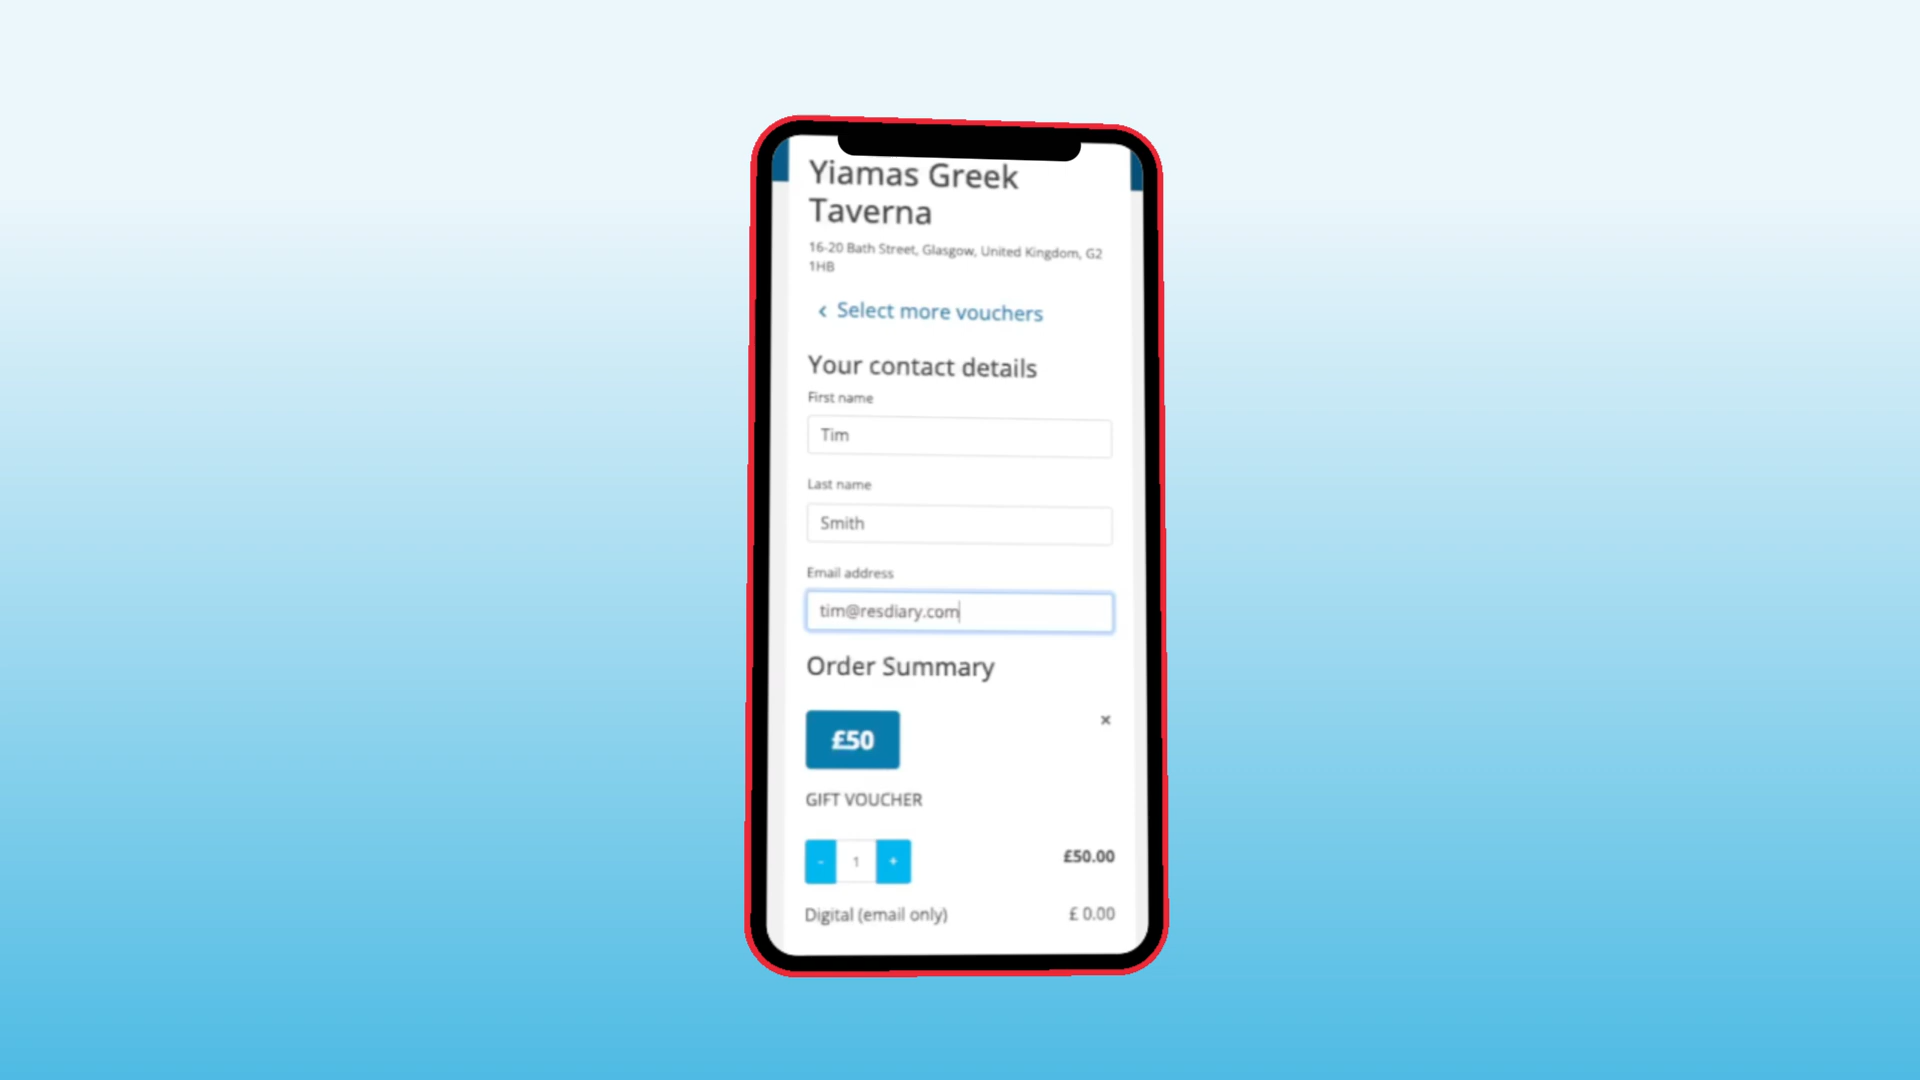 Yiamas Greek
Taverna
16-20 Bath Street, Glasgow, United Kingdom, G2
1HB
‹ Select more vouchers
Your contact details
First name
Tim
Last name
Smith
Email address
tim@resdiary.com
Order Summary
×
£50
GIFT VOUCHER
- 1 + £50.00
Digital (email only) £ 0.00